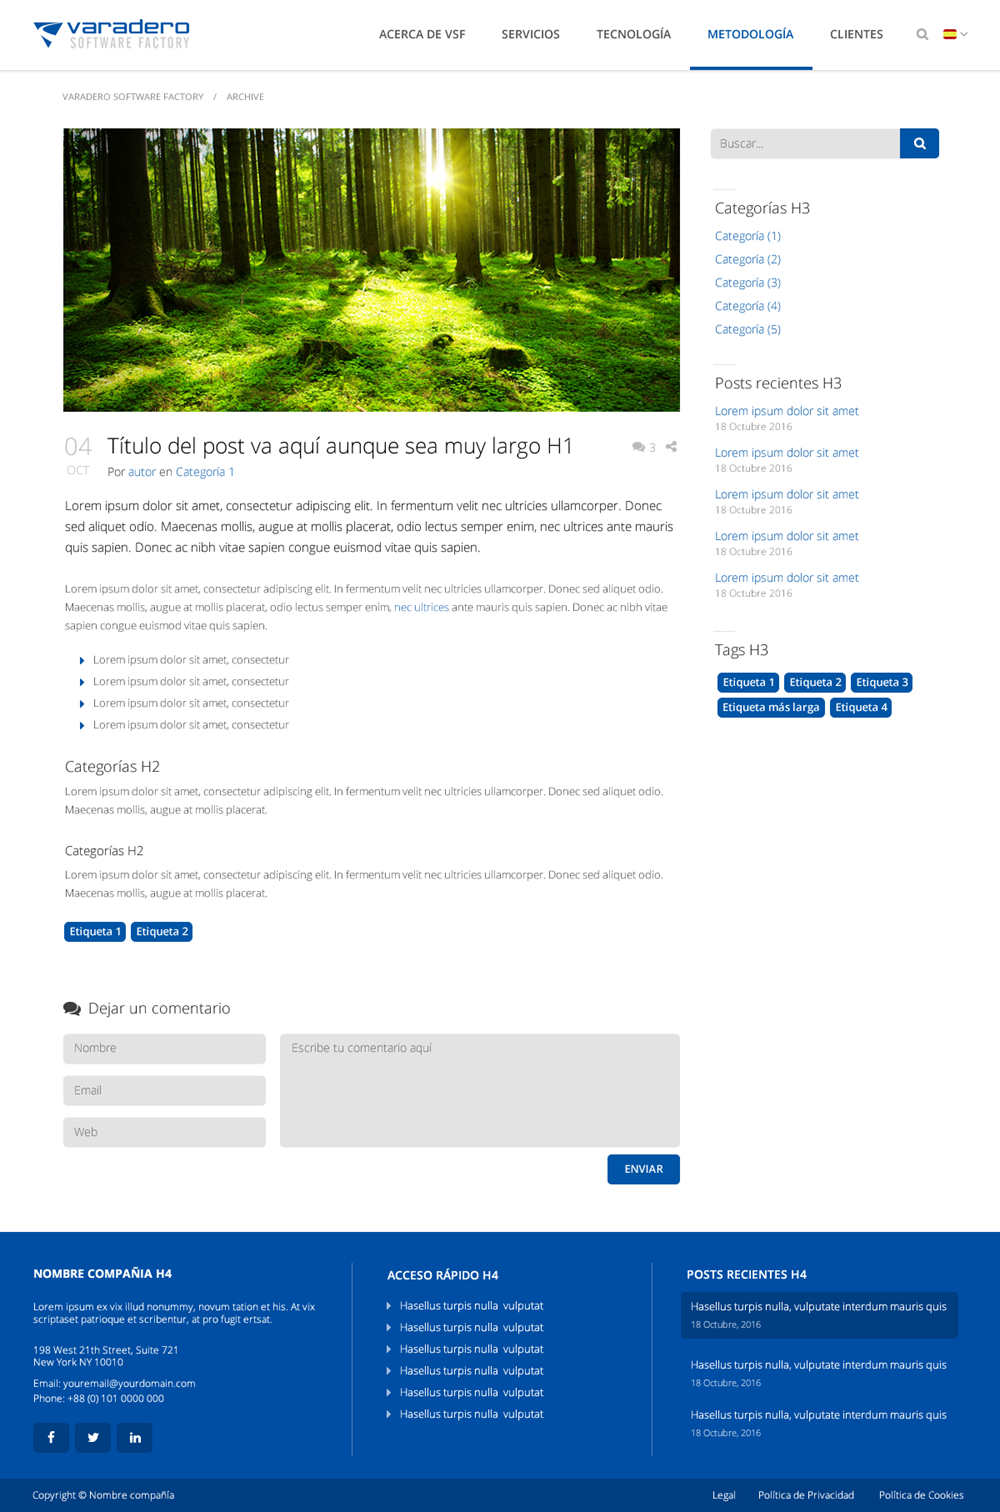 varadero
SOFTWARE FACTORY
ACERCA DE VSF
SERVICIOS
TECNOLOGÍA
METODOLOGÍA
CLIENTES
VARADERO SOFTWARE FACTORY / ARCHIVE
04
OCT
Título del post va aquí aunque sea muy largo H1
3
Por autor en Categoría 1
Lorem ipsum dolor sit amet, consectetur adipiscing elit. In fermentum velit nec ultricies ullamcorper. Donec
sed aliquet odio. Maecenas mollis, augue at mollis placerat, odio lectus semper enim, nec ultrices ante mauris
quis sapien. Donec ac nibh vitae sapien congue euismod vitae quis sapien.
Lorem ipsum dolor sit amet, consectetur adipiscing elit. In fermentum velit nec ultricies ullamcorper. Donec sed aliquet odio.
Maecenas mollis, augue at mollis placerat, odio lectus semper enim, nec ultrices ante mauris quis sapien. Donec ac nibh vitae
sapien congue euismod vitae quis sapien.
Lorem ipsum dolor sit amet, consectetur
Lorem ipsum dolor sit amet, consectetur
Lorem ipsum dolor sit amet, consectetur
Lorem ipsum dolor sit amet, consectetur
Categorías H2
Lorem ipsum dolor sit amet, consectetur adipiscing elit. In fermentum velit nec ultricies ullamcorper. Donec sed aliquet odio.
Maecenas mollis, augue at mollis placerat.
Categorías H2
Lorem ipsum dolor sit amet, consectetur adipiscing elit. In fermentum velit nec ultricies ullamcorper. Donec sed aliquet odio.
Maecenas mollis, augue at mollis placerat.
Etiqueta 1
Etiqueta 2
Dejar un comentario
Nombre
Email
Web
Escribe tu comentario aquí
ENVIAR
Buscar...
Categorías H3
Categoría (1)
Categoría (2)
Categoría (3)
Categoría (4)
Categoría (5)
Posts recientes H3
Lorem ipsum dolor sit amet
18 Octubre 2016
Lorem ipsum dolor sit amet
18 Octubre 2016
Lorem ipsum dolor sit amet
18 Octubre 2016
Lorem ipsum dolor sit amet
18 Octubre 2016
Lorem ipsum dolor sit amet
18 Octubre 2016
Tags H3
Etiqueta 1
Etiqueta 2
Etiqueta 3
Etiqueta más larga
Etiqueta 4
NOMBRE COMPAÑIA H4
Lorem ipsum ex vix illud nonummy, novum tation et his. At vix
scriptaset patrioque et scribentur, at pro fugit ertsat.
198 West 21th Street, Suite 721
New York NY 10010
Email: youremail@yourdomain.com
Phone: +88 (0) 101 0000 000
ACCESO RÁPIDO H4
Hasellus turpis nulla vulputat
Hasellus turpis nulla vulputat
Hasellus turpis nulla vulputat
Hasellus turpis nulla vulputat
Hasellus turpis nulla vulputat
Hasellus turpis nulla vulputat
POSTS RECIENTES H4
Hasellus turpis nulla, vulputate interdum mauris quis
18 Octubre, 2016
Hasellus turpis nulla, vulputate interdum mauris quis
18 Octubre, 2016
Hasellus turpis nulla, vulputate interdum mauris quis
18 Octubre, 2016
Copyright © Nombre compañía
Legal
Política de Privacidad
Política de Cookies